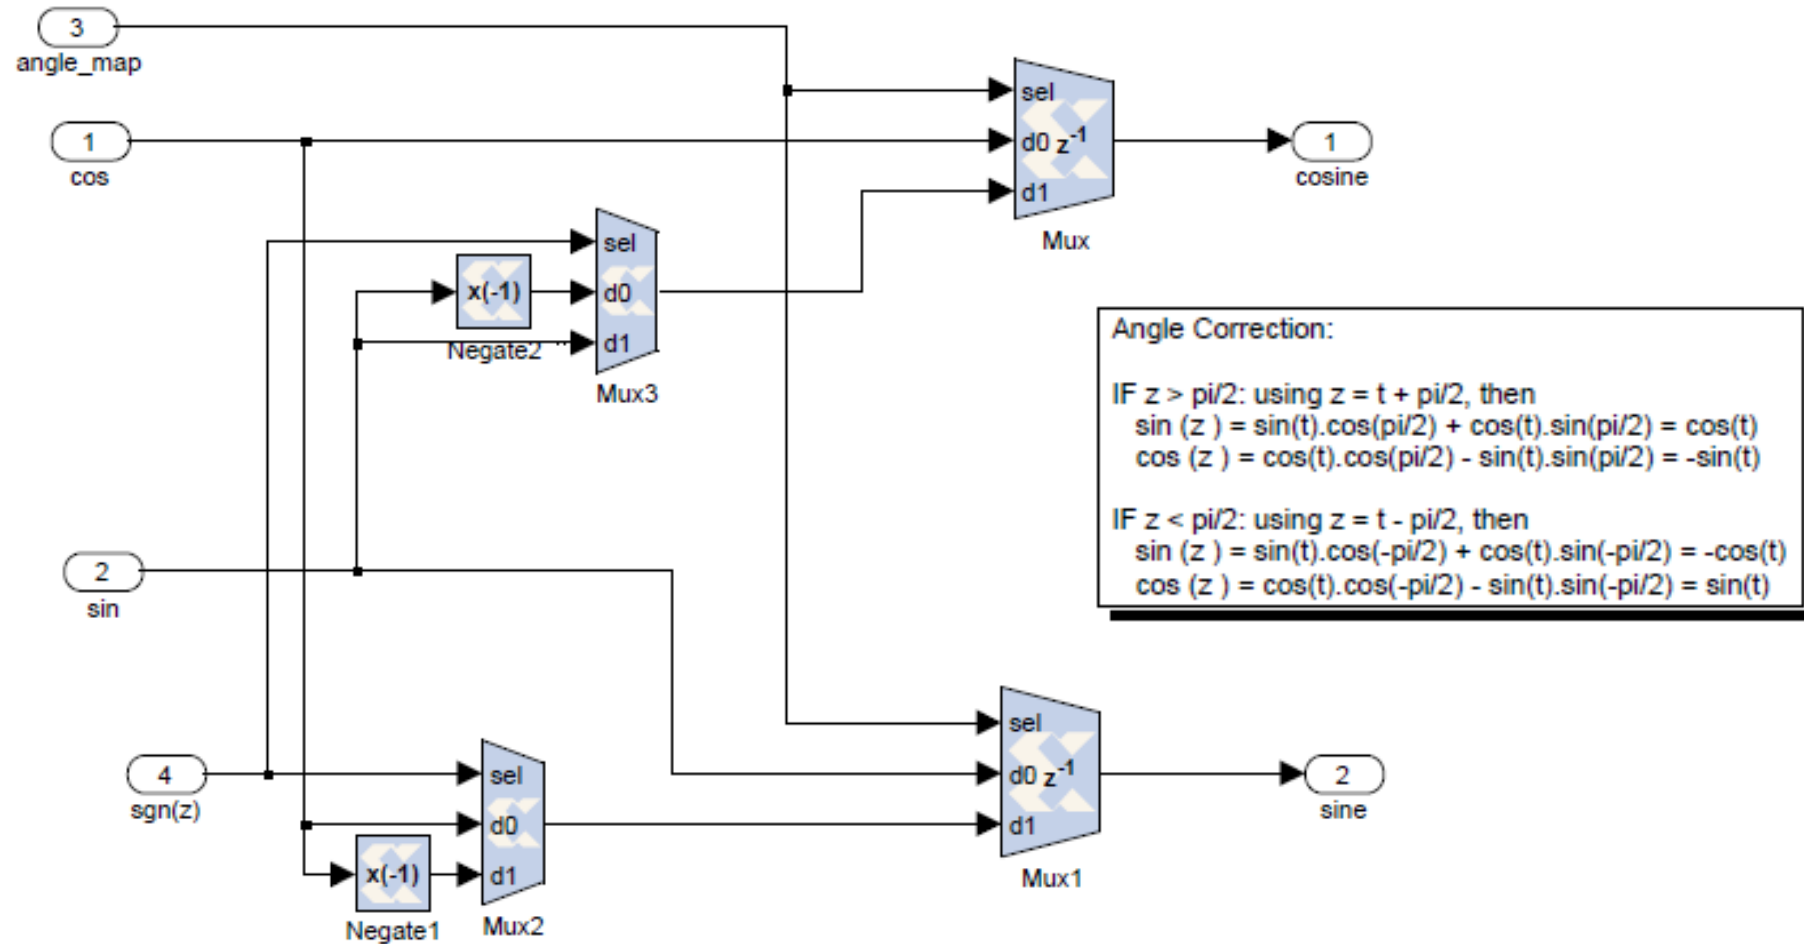 3
angle_map
sel
1
cos
d0 z-1
1
cosine
d1
Mux
sel
x(-1)
d0
d1
Negate2
Mux3
Angle Correction:
IF z > pi/2: using z = t + pi/2, then
sin (z ) = sin(t).cos(pi/2) + cos(t).sin(pi/2) = cos(t)
cos (z ) = cos(t).cos(pi/2) - sin(t).sin(pi/2) = -sin(t)
IF z < pi/2: using z = t - pi/2, then
sin (z ) = sin(t).cos(-pi/2) + cos(t).sin(-pi/2) = -cos(t)
cos (z ) = cos(t).cos(-pi/2) - sin(t).sin(-pi/2) = sin(t)
2
sin
sel
4
sgn(z)
sel
d0 z-1
2
sine
d0
d1
x(-1)
d1
Mux1
Negate1
Mux2